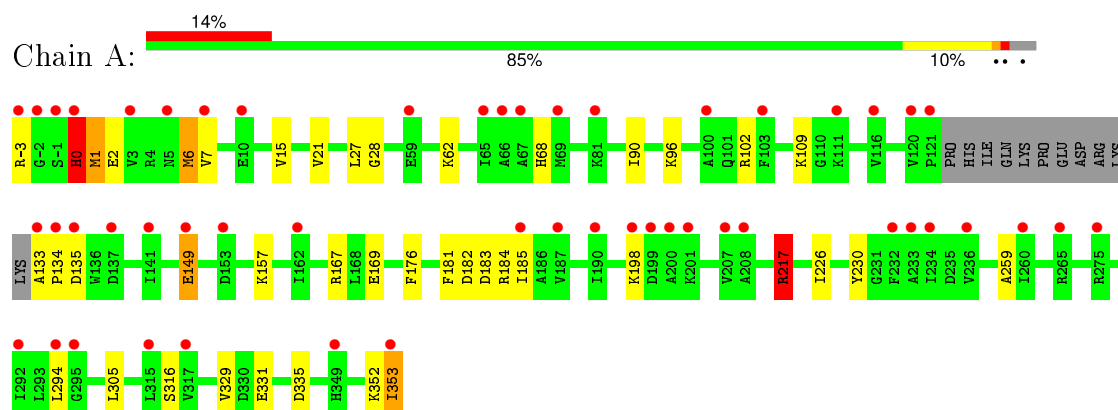 14%
Chain A:
85%
10%
R-3 G-2 S-1 H0 M1 E2 V3 R4 N5 M6 V7 E10 V15 V21 L27 G28 E59 K62 I65 A66 A67 H68 M69 K81 I90 K96 A100 Q101 R102 F103 K109 G110 K111 V116 V120 P121 PRO HIS ILE GLN LYS PRO GLU ASP ARG LYS
LYS A133 P134 D135 W136 D137 I141 E149 D153 K157 I162 R167 L168 E169 F176 F181 D182 D183 R184 I185 A186 V187 I190 K198 D199 A200 K201 V207 A208 R217 I226 Y230 G231 F232 A233 I234 D235 V236 A259 I260 R265 R275
I292 L293 L294 G295 L305 L315 S316 V317 V329 D330 E331 D335 H349 K352 I353